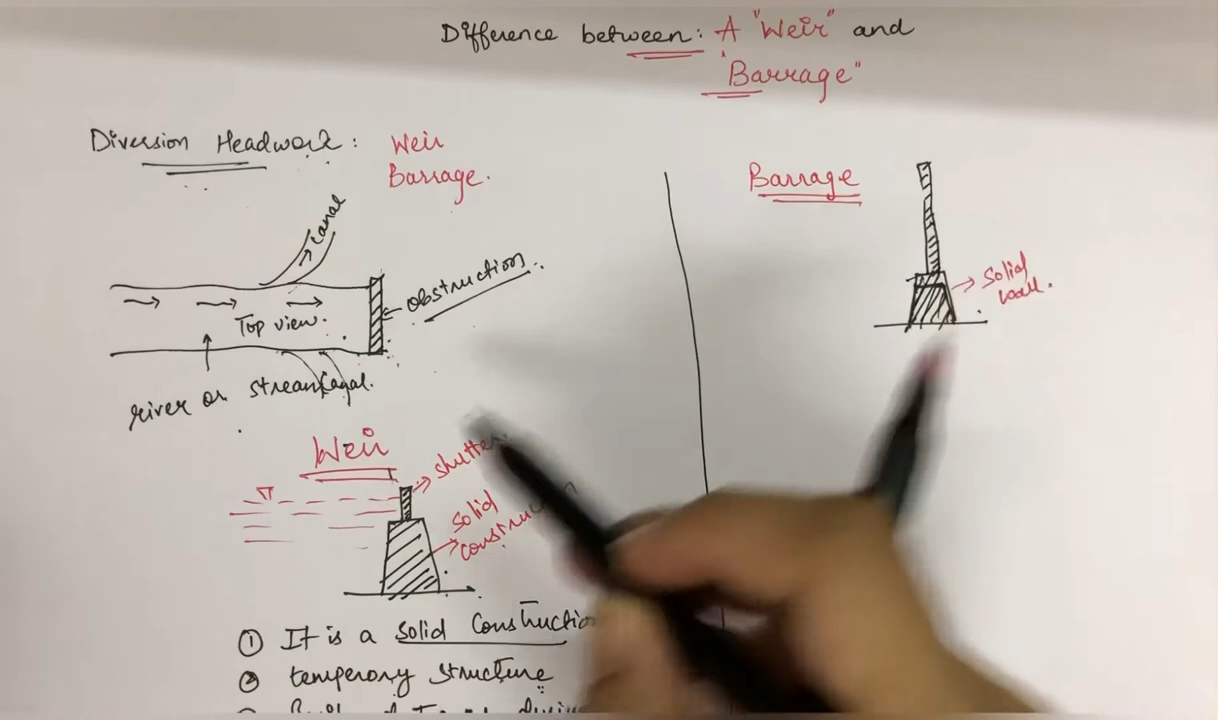 Difference between: A "Weir" and
"Barrage"
Diversion Headwork: Weir
Barrage.
canal
obstruction.
Top view.
river or stream
canal.
Weir
shutter.
solid
construction
① It is a solid Construction
② temperory structure
Barrage
solid
wall.